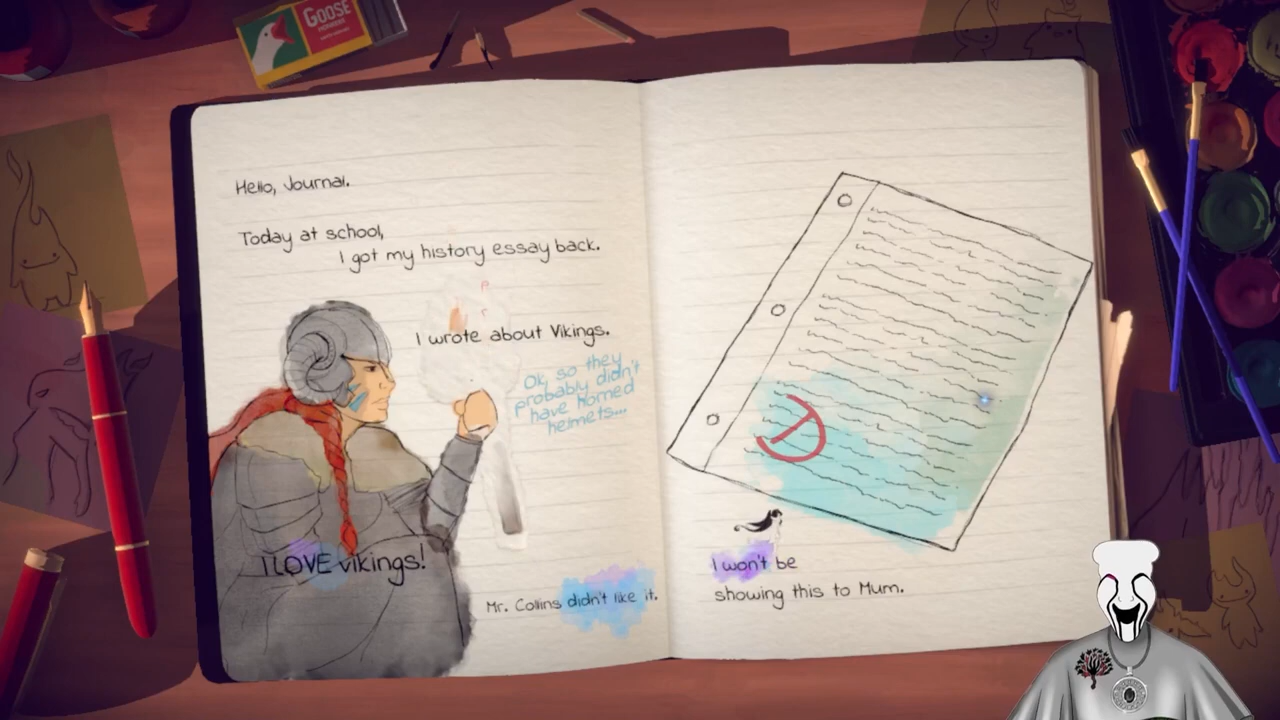 GOOSE
Hello, Journal.
Today at school,
I got my history essay back.
I wrote about Vikings.
Ok, so they
probably didn't
have horned
helmets...
I LOVE vikings!
Mr. Collins didn't like it.
D
I won't be
showing this to Mum.